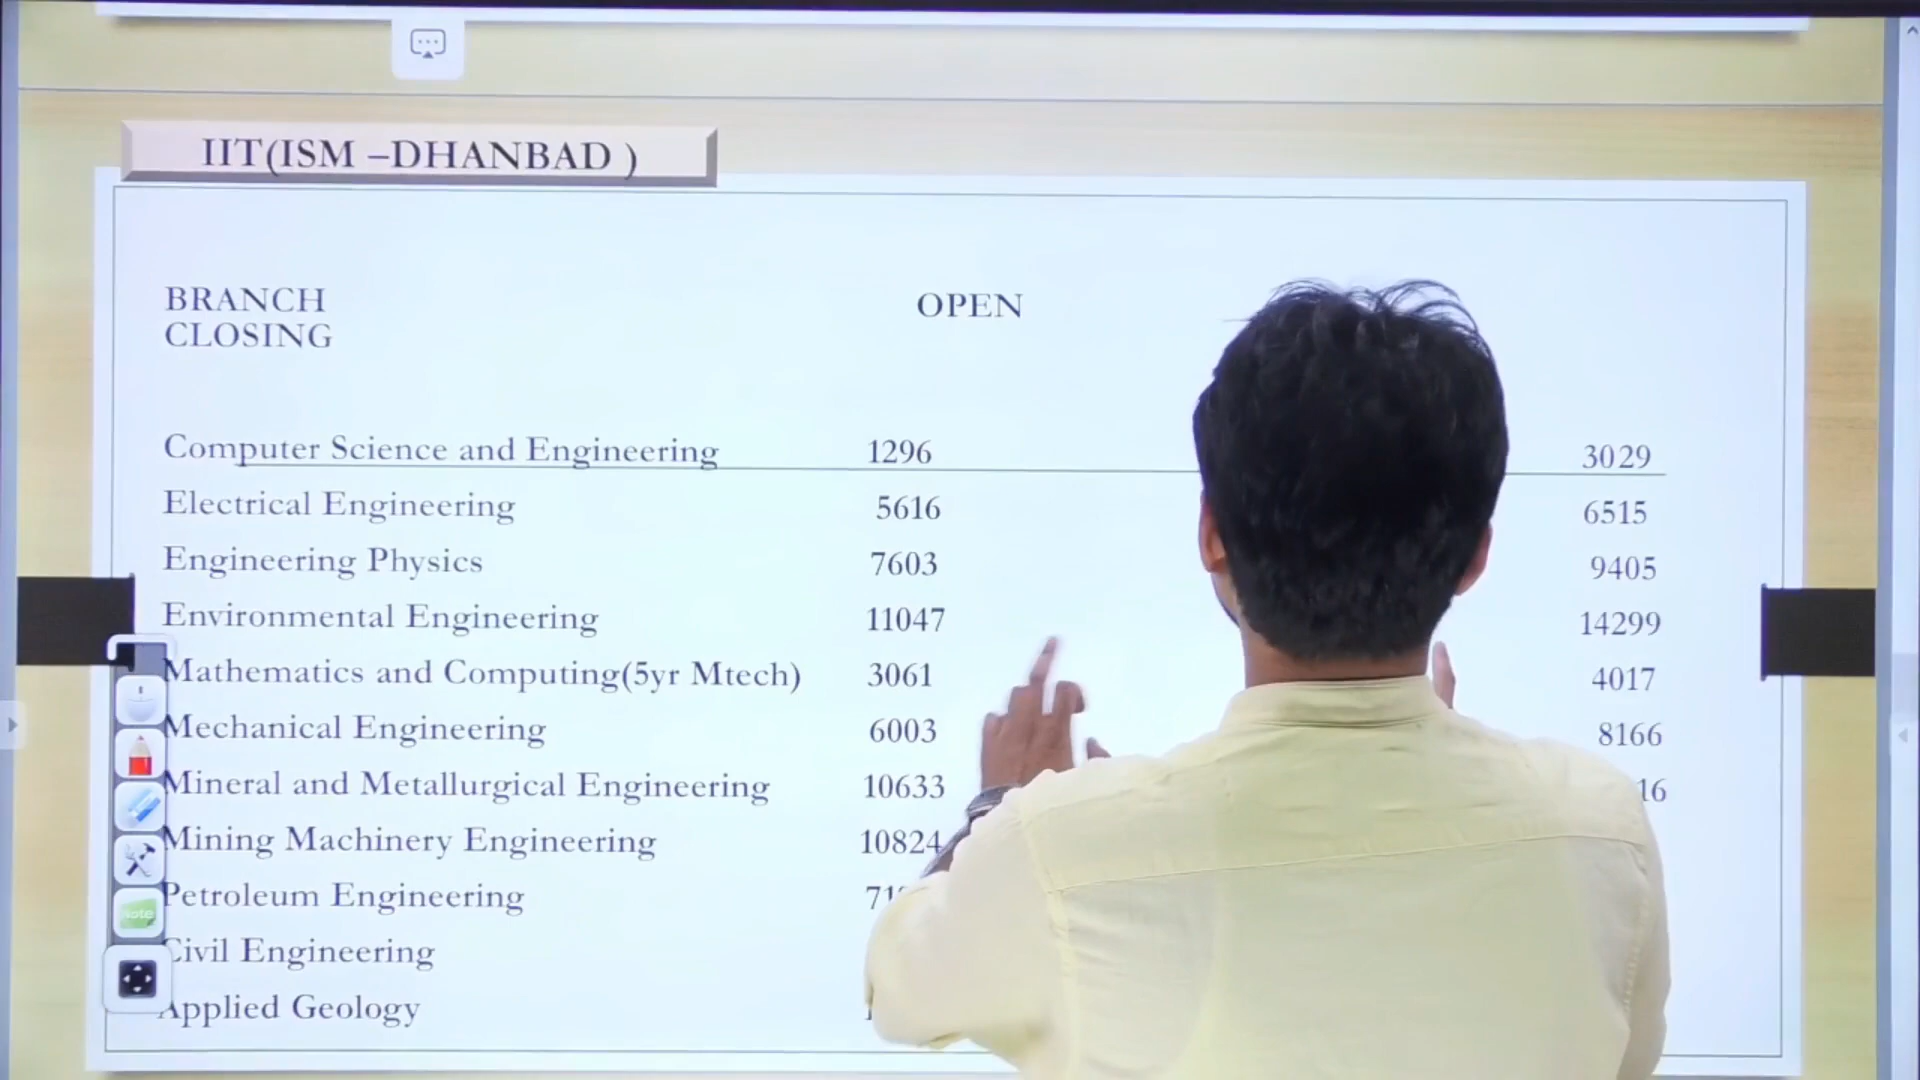 IIT(ISM –DHANBAD )
BRANCH OPEN
CLOSING
Computer Science and Engineering 1296 3029
Electrical Engineering 5616 6515
Engineering Physics 7603 9405
Environmental Engineering 11047 14299
Mathematics and Computing(5yr Mtech) 3061 4017
Mechanical Engineering 6003 8166
Mineral and Metallurgical Engineering 10633
Mining Machinery Engineering 10824
Petroleum Engineering
Civil Engineering
Applied Geology
Note